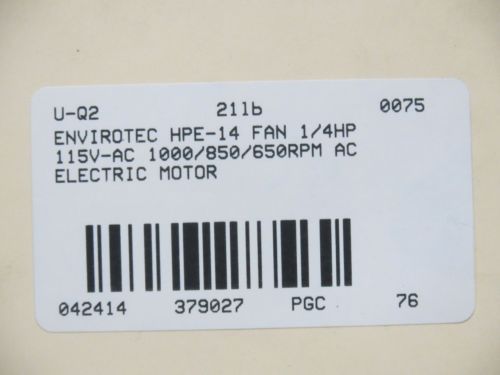 U-Q2 21lb 0075
ENVIROTEC HPE-14 FAN 1/4HP
115V-AC 1000/850/650RPM AC
ELECTRIC MOTOR
042414 379027 PGC 76